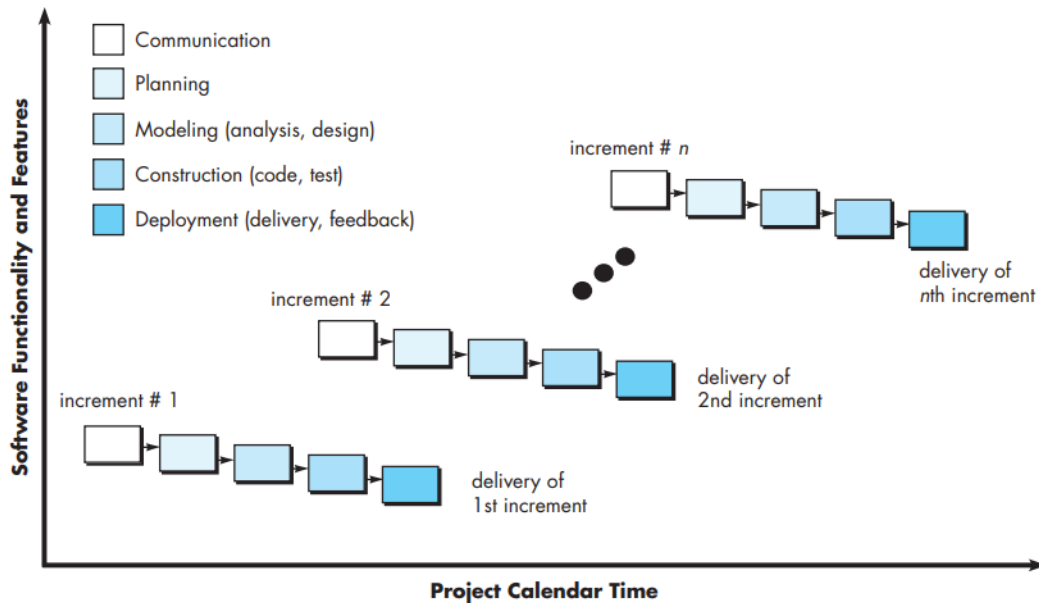 Software Functionality and Features
Communication
Planning
Modeling (analysis, design)
Construction (code, test)
Deployment (delivery, feedback)
increment # n
delivery of
nth increment
increment # 2
delivery of
2nd increment
increment # 1
delivery of
1st increment
Project Calendar Time